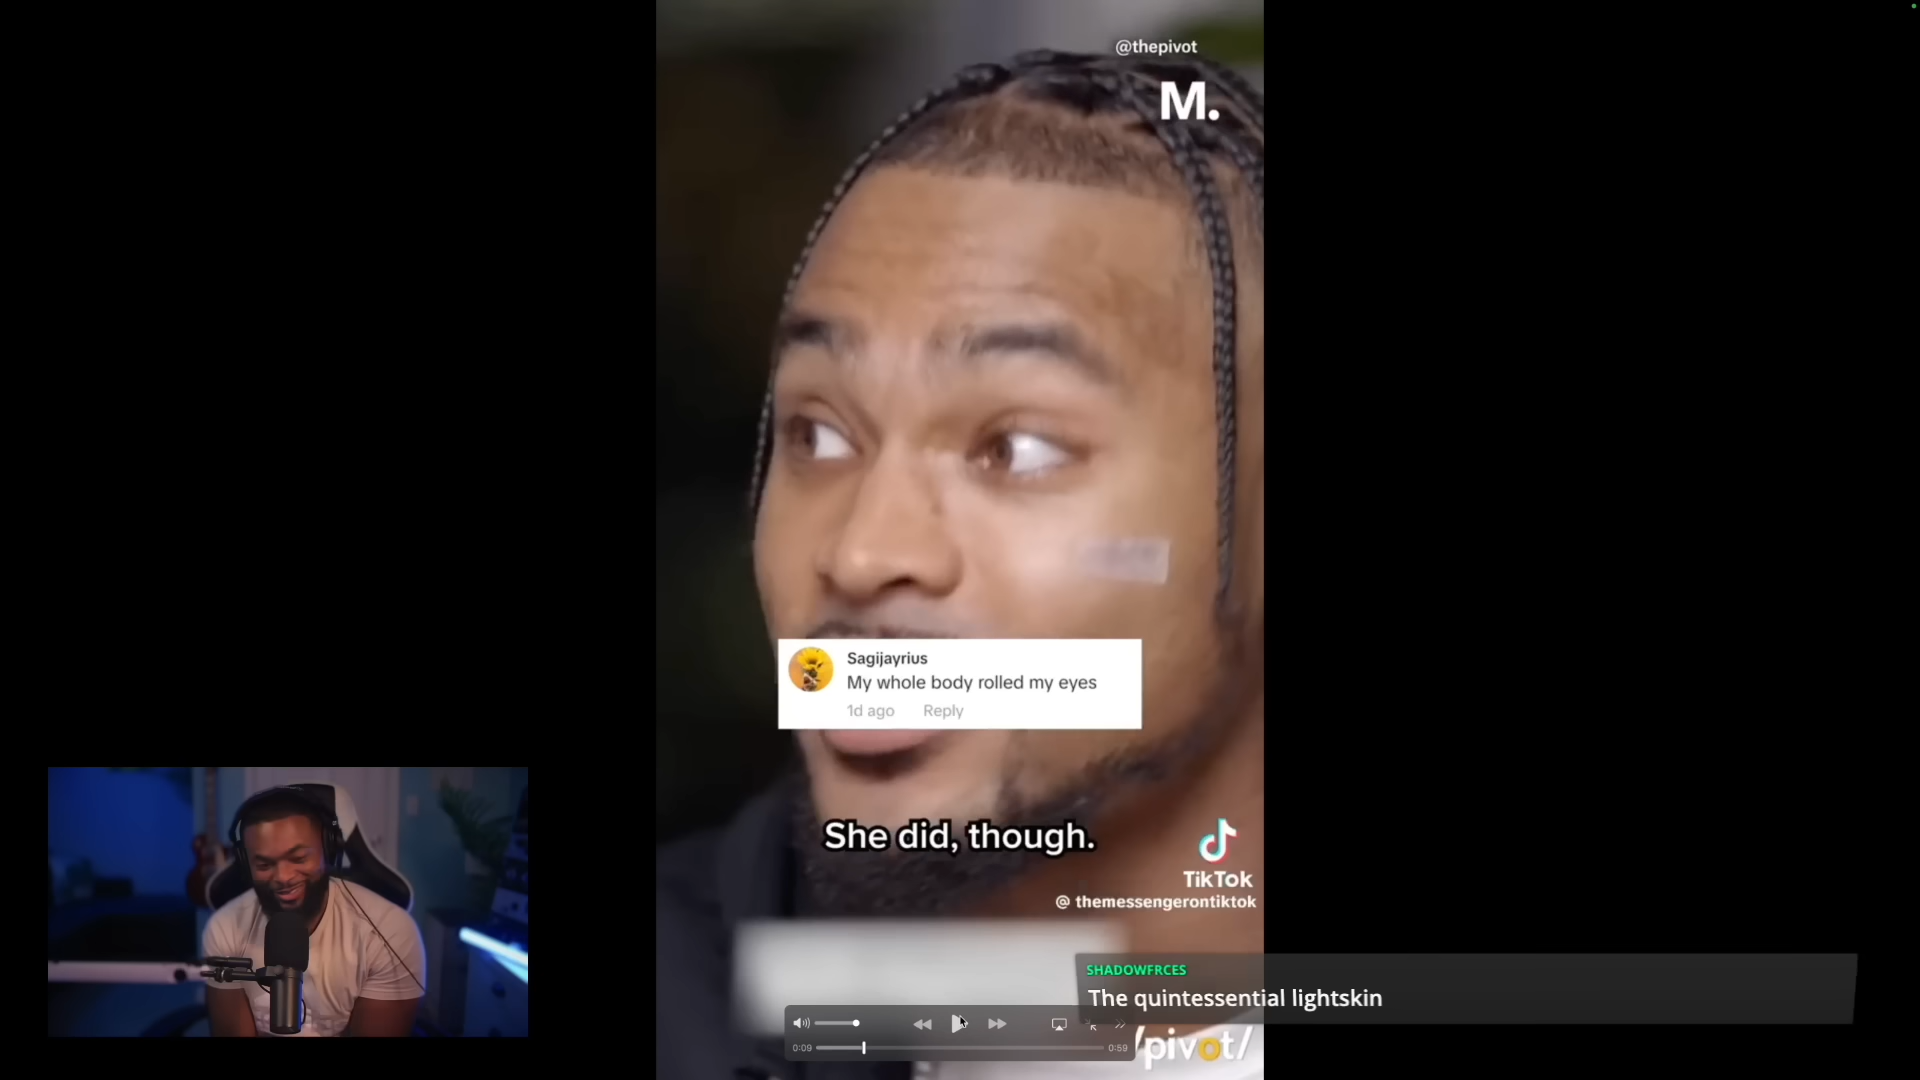 @thepivot
M.
Sagijayrius
My whole body rolled my eyes
1d ago Reply
She did, though.
TikTok
@ themessengerontiktok
SHADOWFRCES
The quintessential lightskin
0:09
0:59
/pivot/